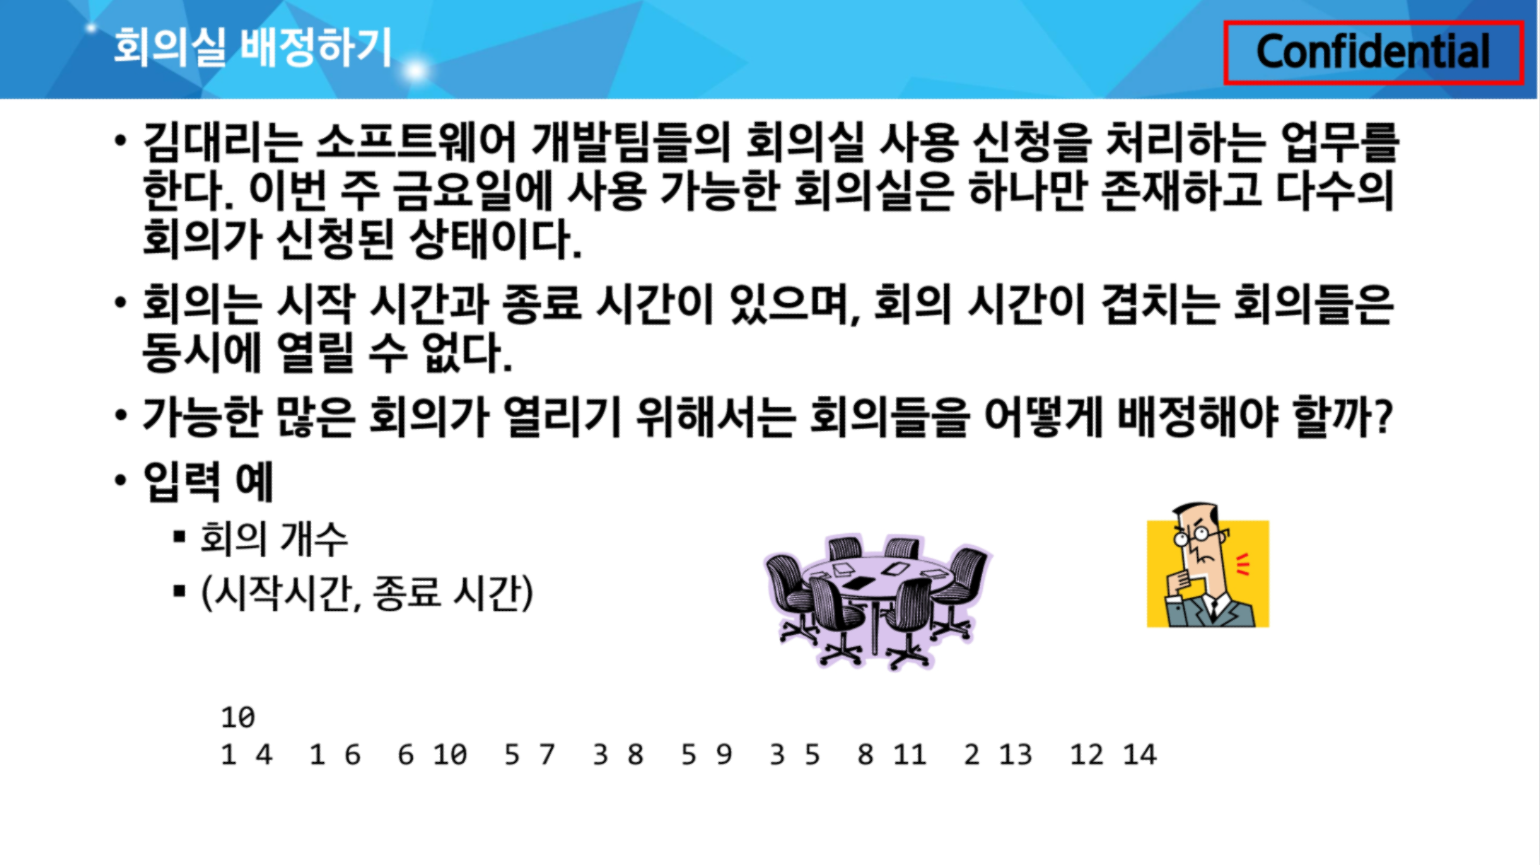 회의실 배정하기
Confidential
• 김대리는 소프트웨어 개발팀들의 회의실 사용 신청을 처리하는 업무를
한다. 이번 주 금요일에 사용 가능한 회의실은 하나만 존재하고 다수의
회의가 신청된 상태이다.
• 회의는 시작 시간과 종료 시간이 있으며, 회의 시간이 겹치는 회의들은
동시에 열릴 수 없다.
• 가능한 많은 회의가 열리기 위해서는 회의들을 어떻게 배정해야 할까?
• 입력 예
▪ 회의 개수
▪ (시작시간, 종료 시간)
10
1 4  1 6  6 10  5 7  3 8  5 9  3 5  8 11  2 13  12 14